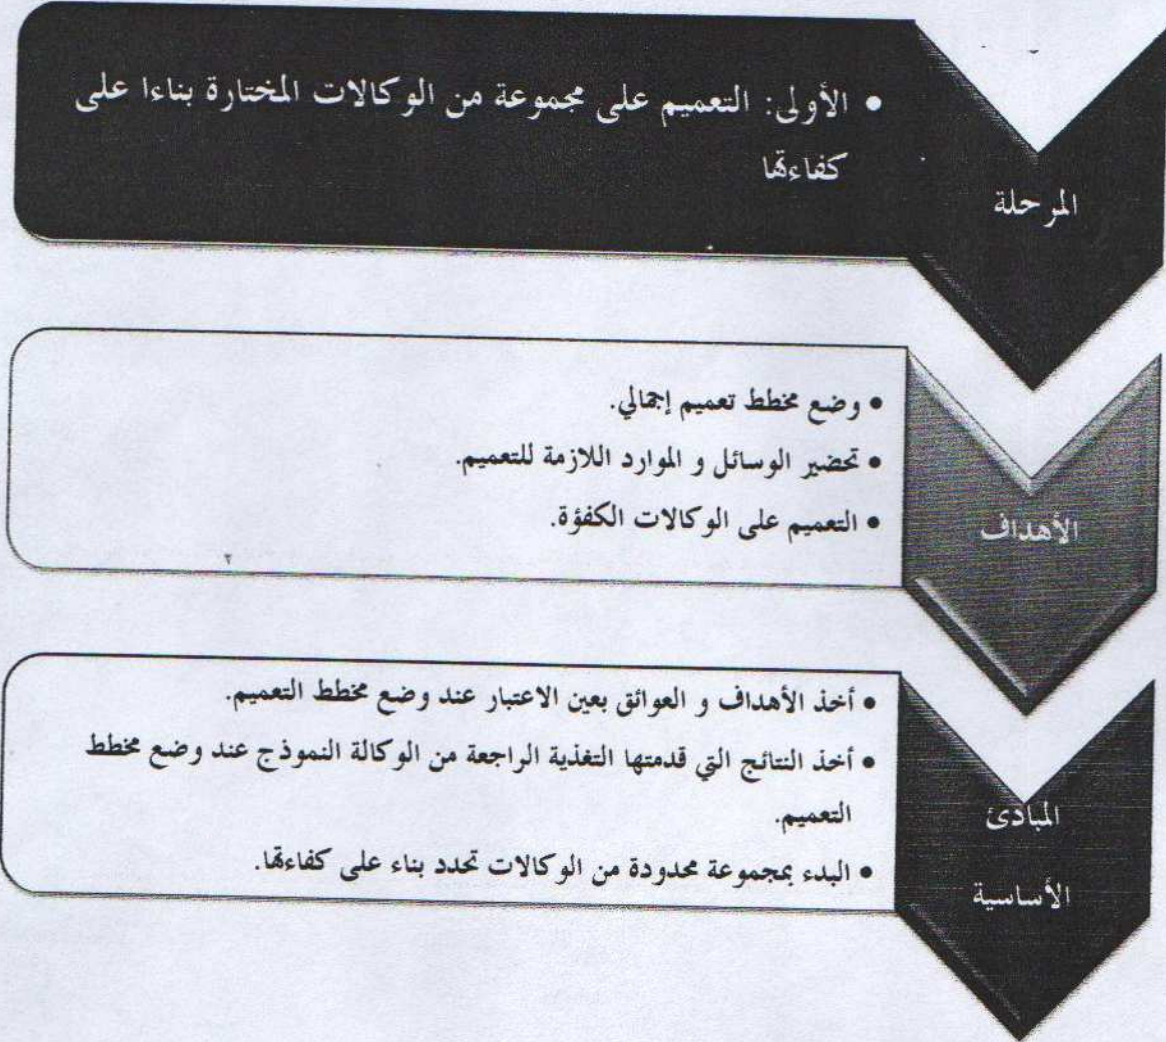 المرحلة
• الأولى: التعميم على مجموعة من الوكالات المختارة بناءا على
كفاءتها
الأهداف
• وضع مخطط تعميم إجمالي.
• تحضير الوسائل و الموارد اللازمة للتعميم.
• التعميم على الوكالات الكفؤة.
المبادئ
الأساسية
• أخذ الأهداف و العوائق بعين الاعتبار عند وضع مخطط التعميم.
• أخذ النتائج التي قدمتها التغذية الراجعة من الوكالة النموذج عند وضع مخطط
التعميم.
• البدء بمجموعة محدودة من الوكالات تحدد بناء على كفاءتها.